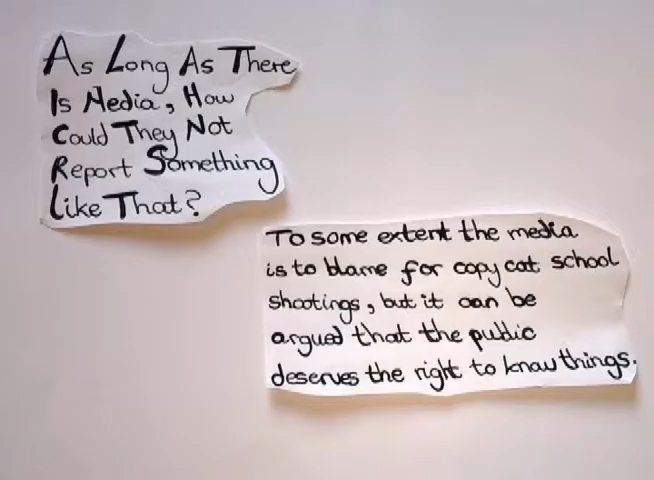 As Long As There
Is Media, How
Could They Not
Report Something
Like That?
To some extent the media
is to blame for copy cat school
shootings, but it can be
argued that the public
deserves the right to know things.